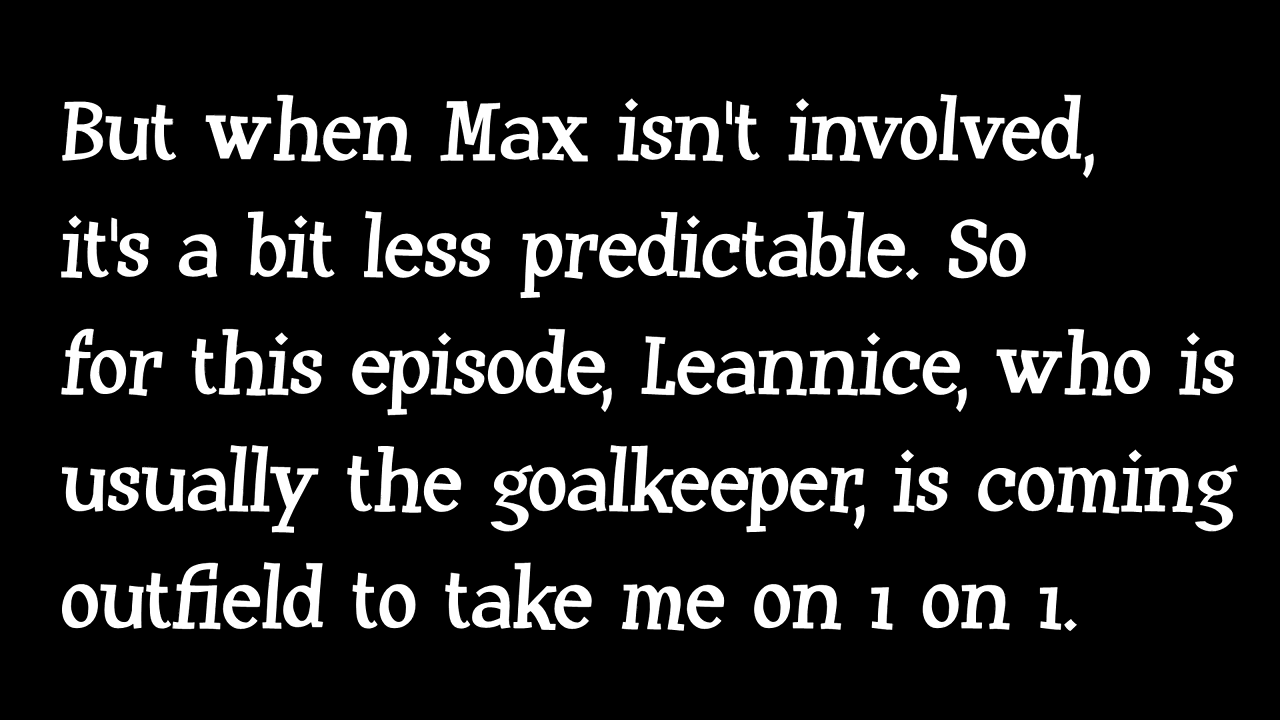 But when Max isn't involved,
it's a bit less predictable. So
for this episode, Leannice, who is
usually the goalkeeper, is coming
outfield to take me on 1 on 1.